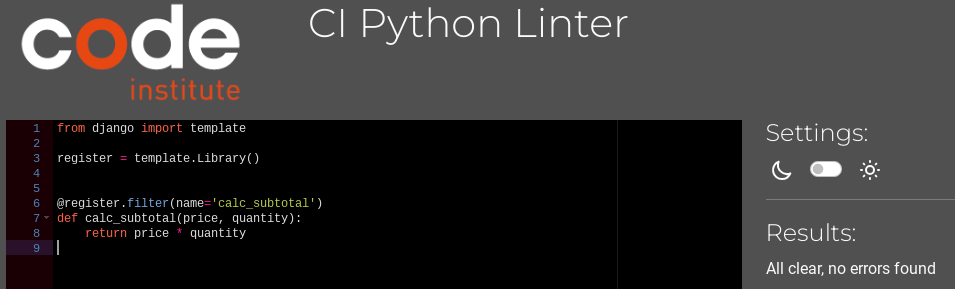 code
institute
CI Python Linter
1 from django import template
2
3 register = template.Library()
4
5
6 @register.filter(name='calc_subtotal')
7 def calc_subtotal(price, quantity):
8     return price * quantity
9
Settings:
Results:
All clear, no errors found